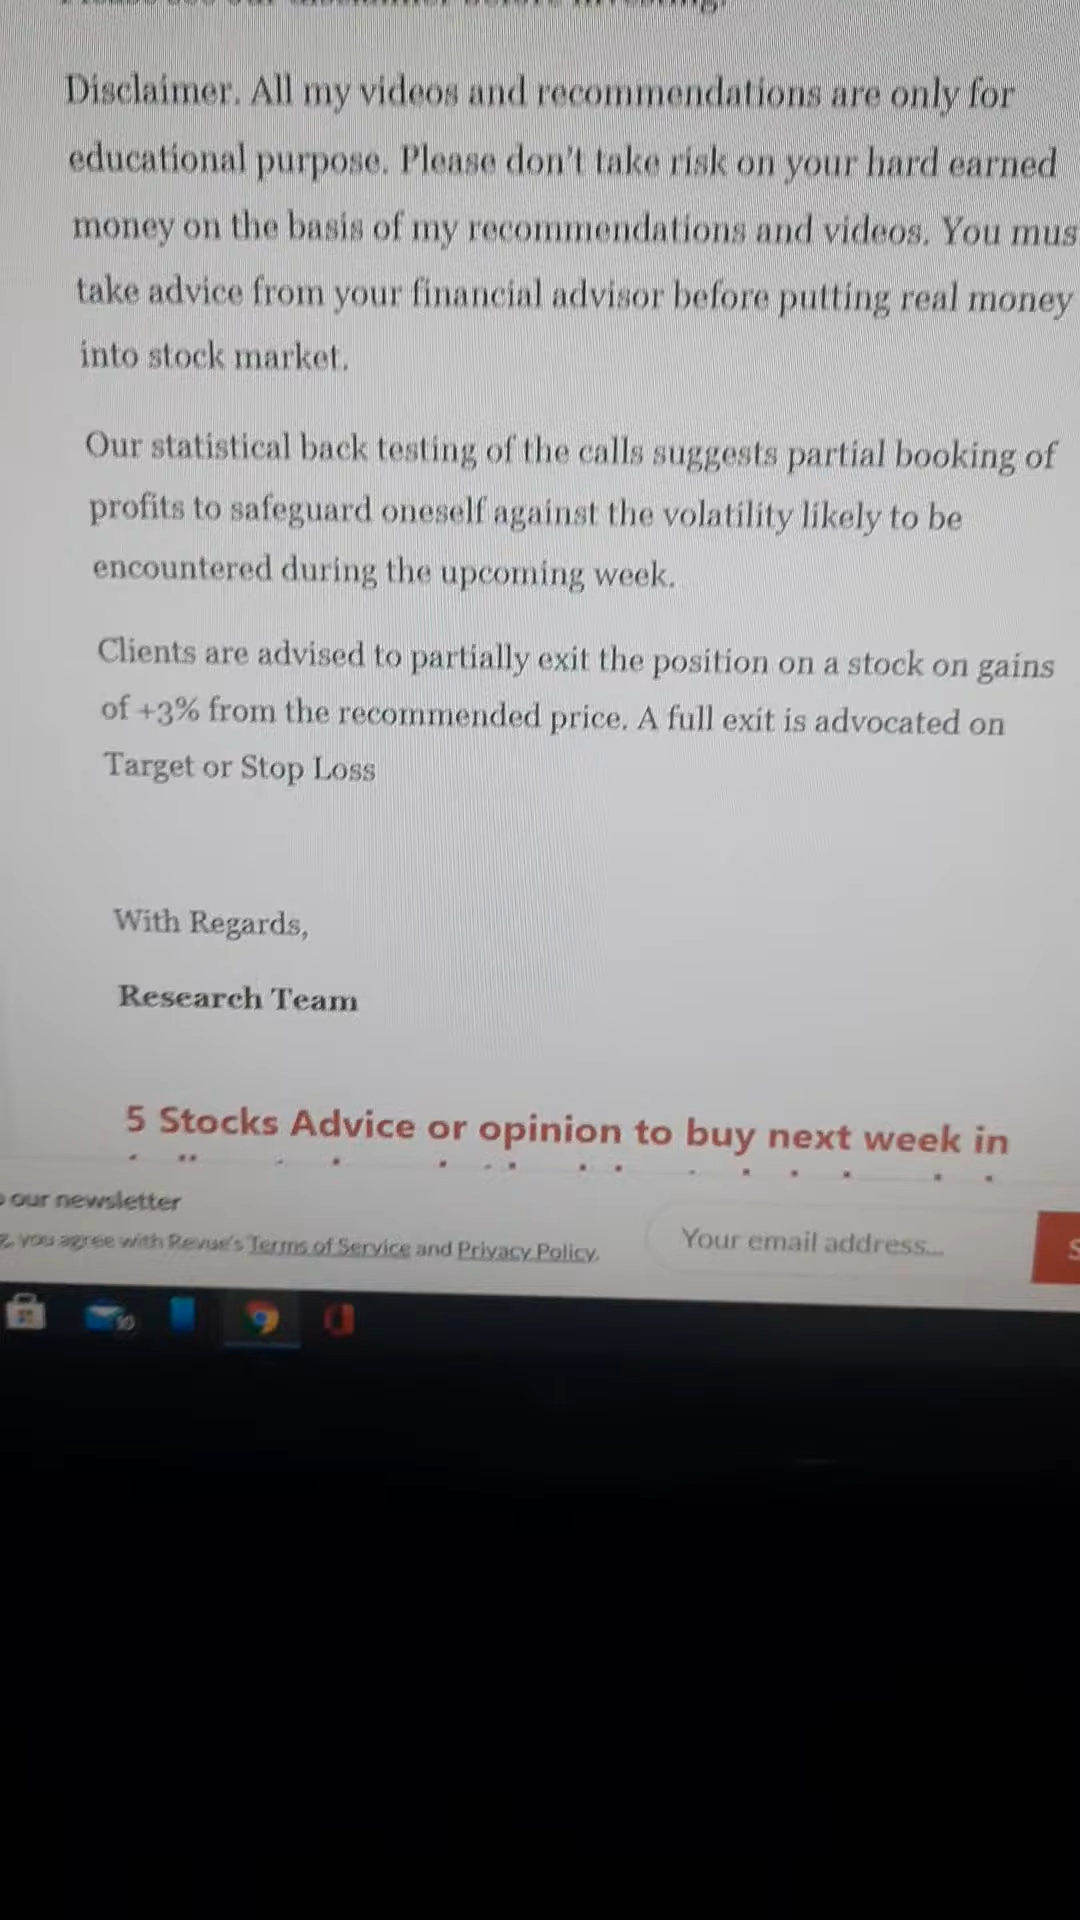 Disclaimer. All my videos and recommendations are only for
educational purpose. Please don't take risk on your hard earned
money on the basis of my recommendations and videos. You mus
take advice from your financial advisor before putting real money
into stock market.
Our statistical back testing of the calls suggests partial booking of
profits to safeguard oneself against the volatility likely to be
encountered during the upcoming week.
Clients are advised to partially exit the position on a stock on gains
of +3% from the recommended price. A full exit is advocated on
Target or Stop Loss
With Regards,
Research Team
5 Stocks Advice or opinion to buy next week in
our newsletter
you agree with Revue's Terms of Service and Privacy Policy.
Your email address...
S